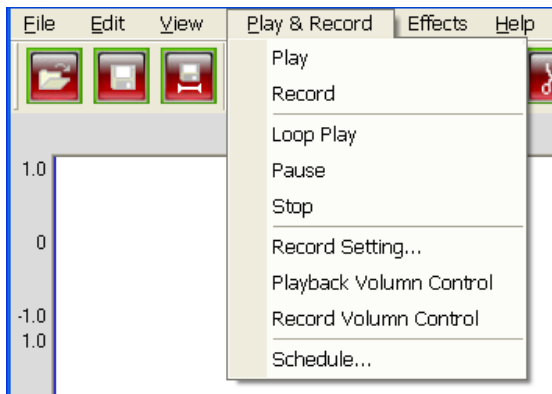 File Edit View Play & Record Effects Help
Play
Record
Loop Play
Pause
Stop
Record Setting...
Playback Volumn Control
Record Volumn Control
Schedule...
1.0
0
-1.0
1.0